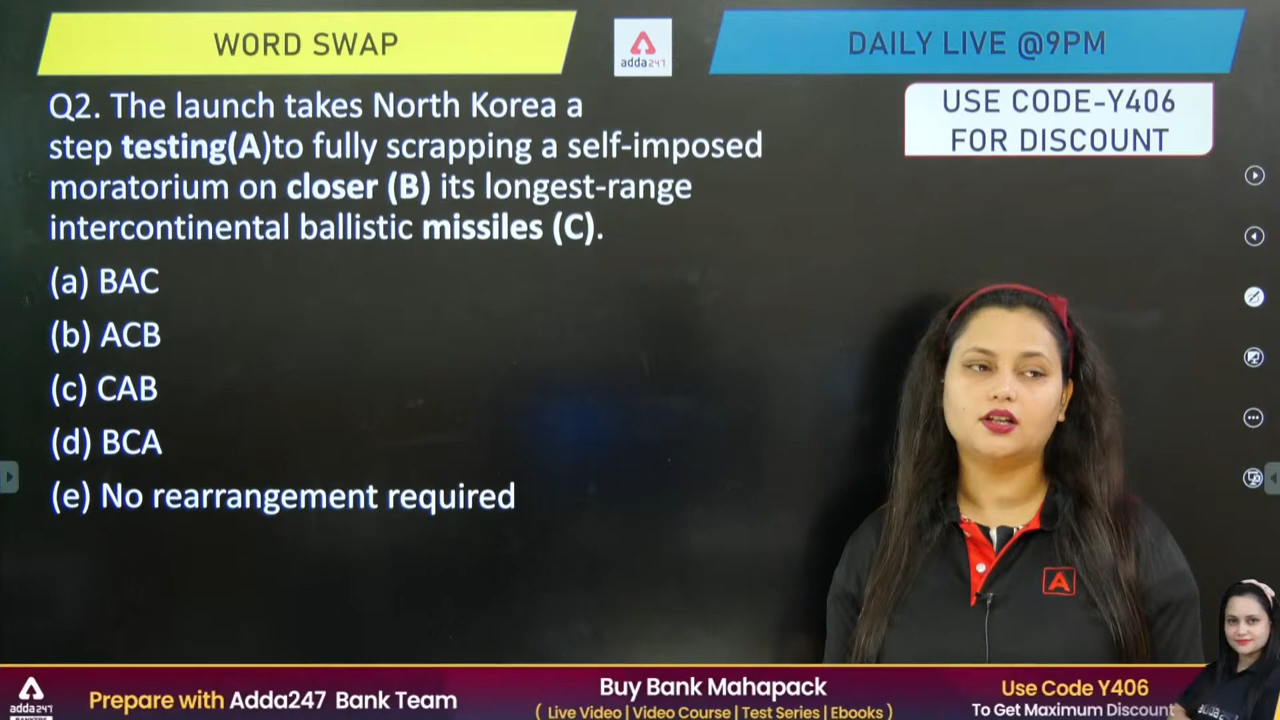 WORD SWAP
adda247
DAILY LIVE @9PM
USE CODE-Y406
FOR DISCOUNT
Q2. The launch takes North Korea a
step testing(A)to fully scrapping a self-imposed
moratorium on closer (B) its longest-range
intercontinental ballistic missiles (C).
(a) BAC
(b) ACB
(c) CAB
(d) BCA
(e) No rearrangement required
A
adda247
Prepare with Adda247 Bank Team
Buy Bank Mahapack
( Live Video | Video Course | Test Series | Ebooks )
Use Code Y406
To Get Maximum Discount